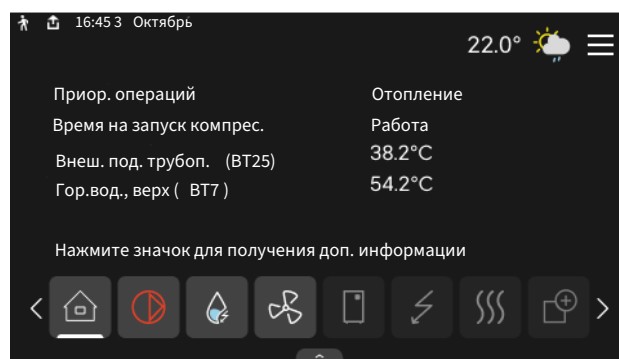 16:45 3 Октябрь
22.0°
Приор. операций Отопление
Время на запуск компрес. Работа
Внеш. под. трубоп. (BT25) 38.2°C
Гор.вод., верх ( BT7 ) 54.2°C
Нажмите значок для получения доп. информации